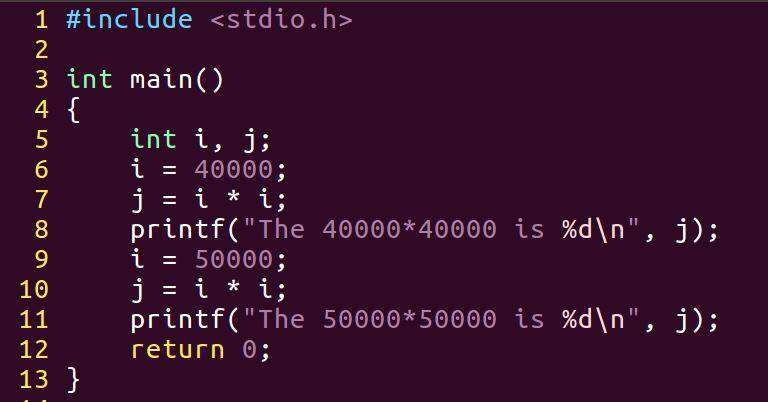 1 #include <stdio.h>
2
3 int main()
4 {
5     int i, j;
6     i = 40000;
7     j = i * i;
8     printf("The 40000*40000 is %d\n", j);
9     i = 50000;
10     j = i * i;
11     printf("The 50000*50000 is %d\n", j);
12     return 0;
13 }